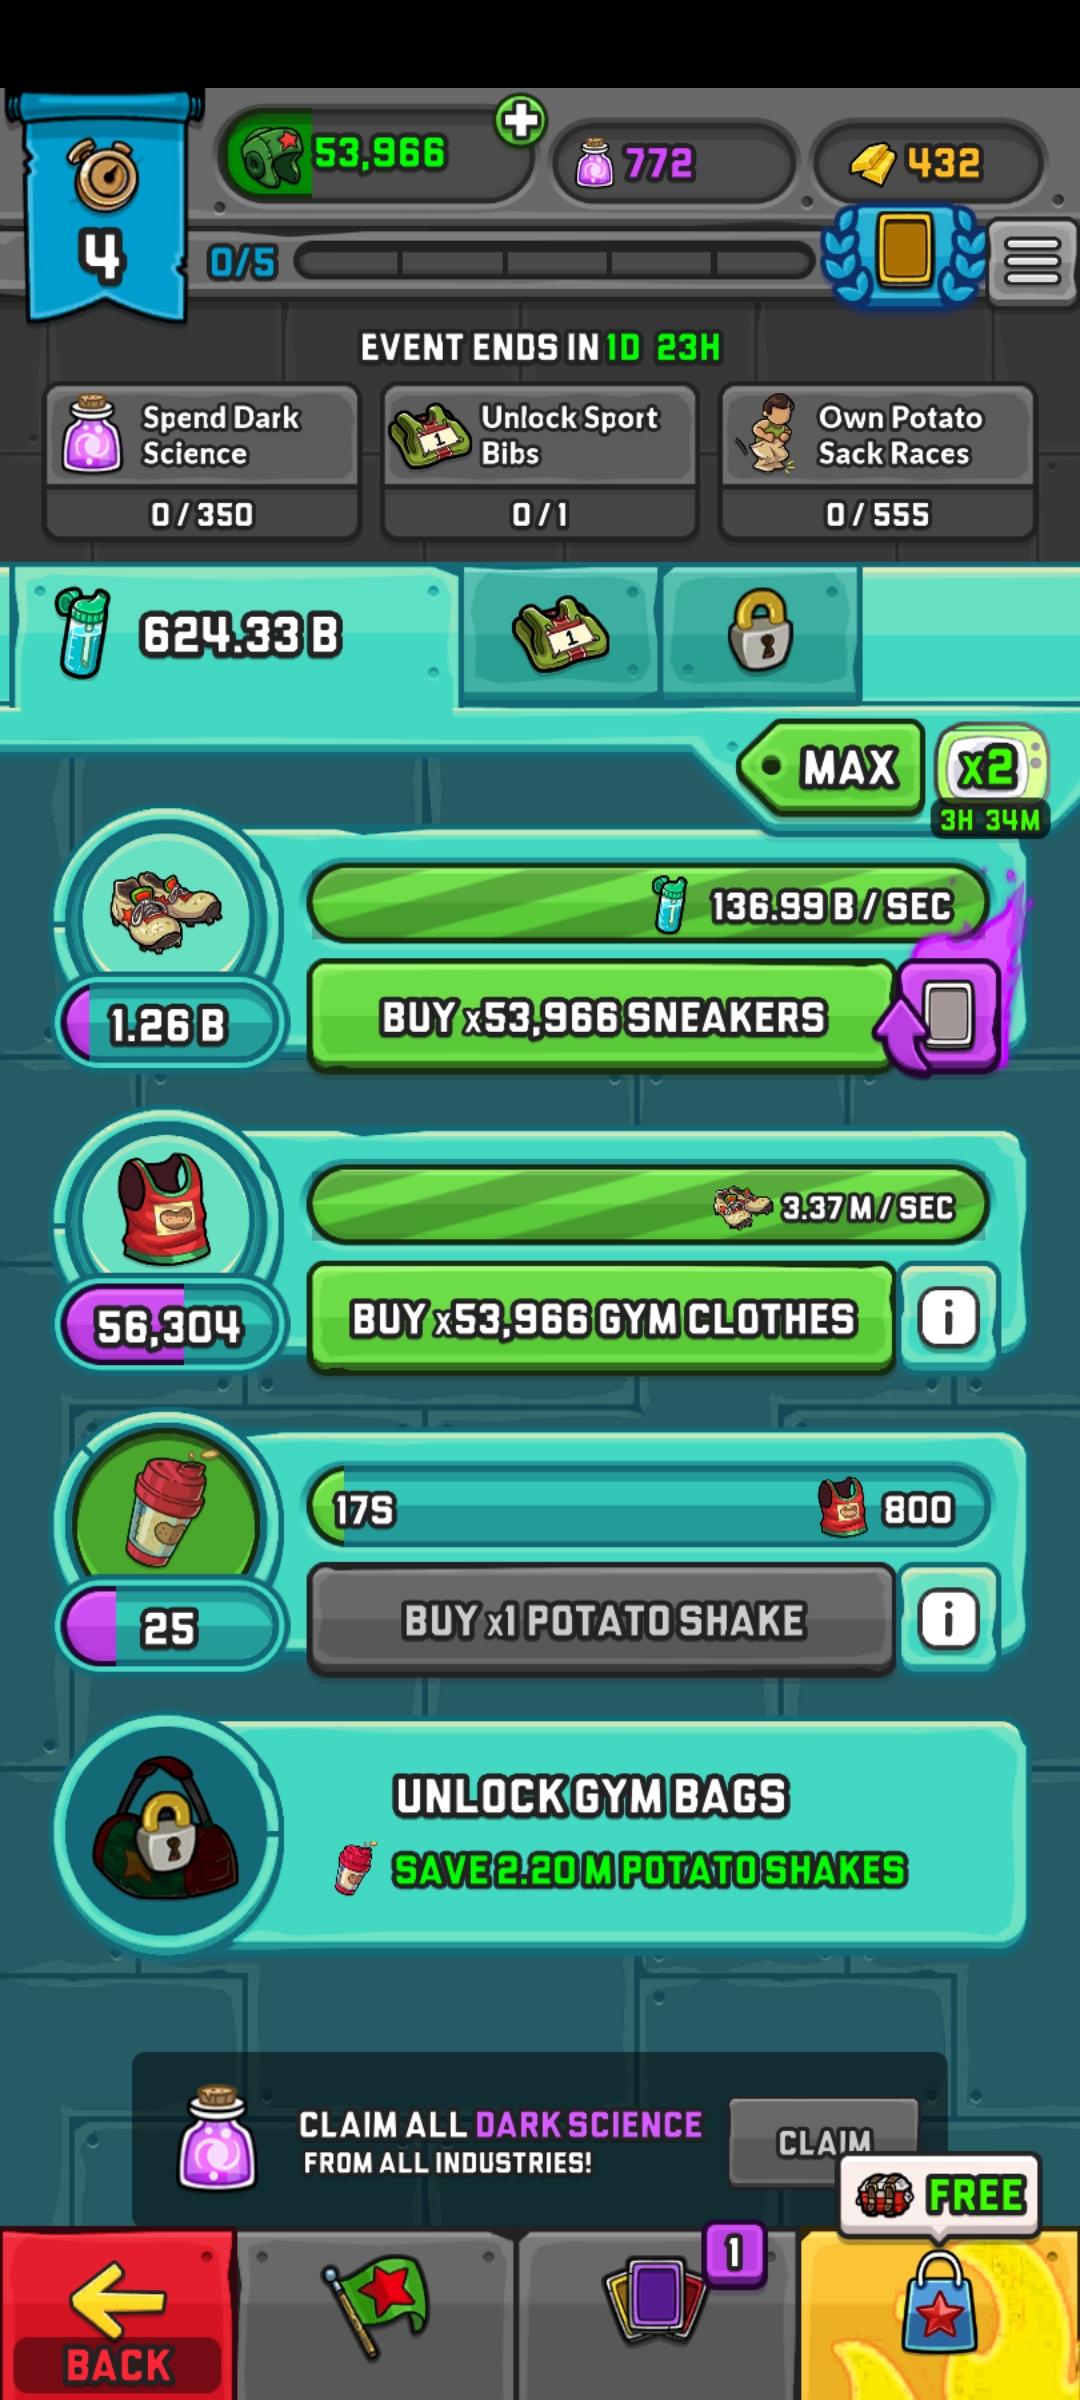 4
53,966
772
432
0/5
EVENT ENDS IN 1D 23H
Spend Dark
Science
0 / 350
Unlock Sport
Bibs
0 / 1
Own Potato
Sack Races
0 / 555
624.33 B
1
MAX
x2
3H 34M
136.99 B / SEC
1.26 B
BUY x53,966 SNEAKERS
3.37 M / SEC
56,304
BUY x53,966 GYM CLOTHES
i
17S
800
25
BUY x1 POTATO SHAKE
i
UNLOCK GYM BAGS
SAVE 2.20 M POTATO SHAKES
CLAIM ALL DARK SCIENCE
FROM ALL INDUSTRIES!
CLAIM
FREE
1
BACK